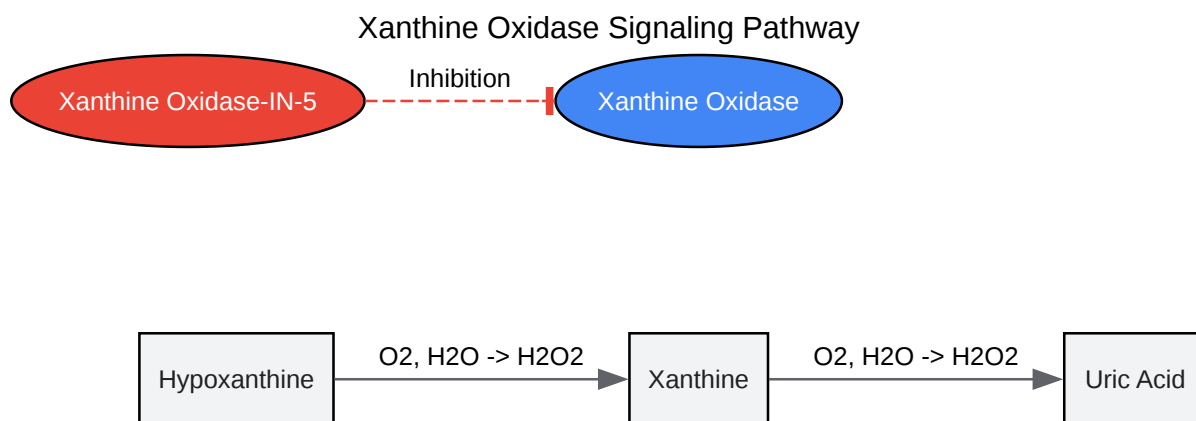 Xanthine Oxidase Signaling Pathway
Inhibition
Xanthine Oxidase-IN-5
Xanthine Oxidase
O2, H2O -> H2O2
O2, H2O -> H2O2
Hypoxanthine
Xanthine
Uric Acid